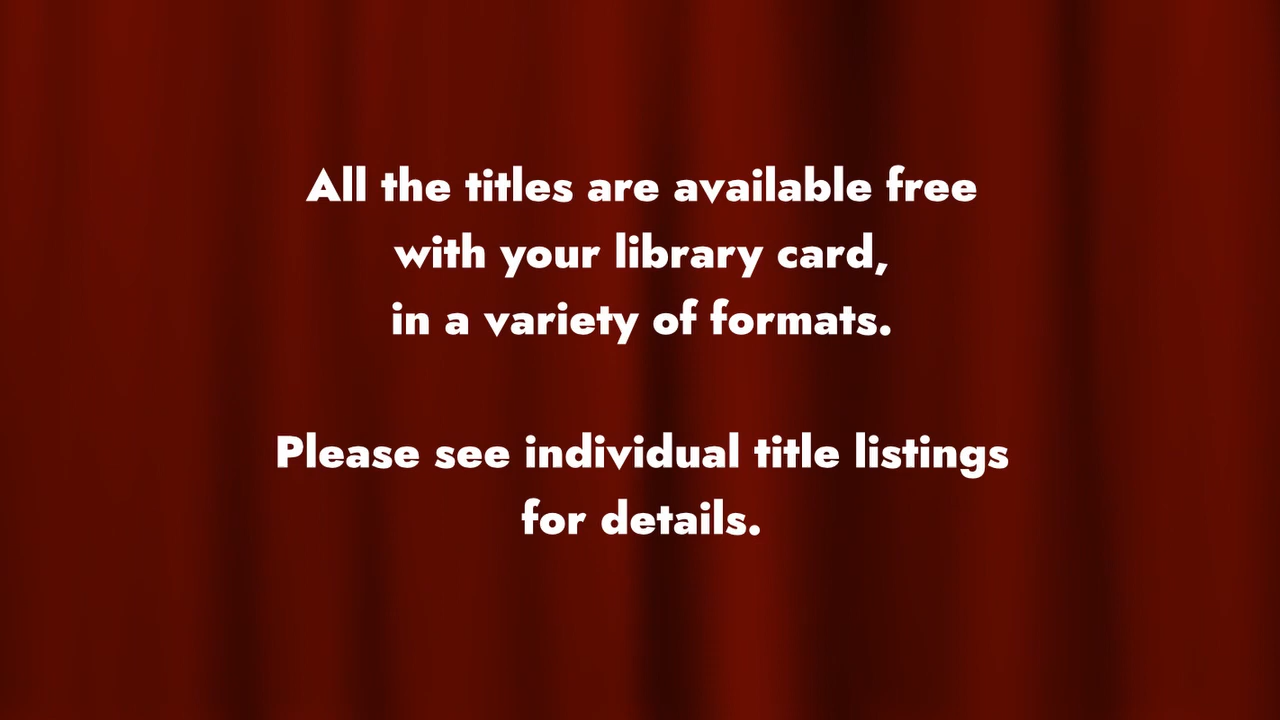 All the titles are available free
with your library card,
in a variety of formats.
Please see individual title listings
for details.